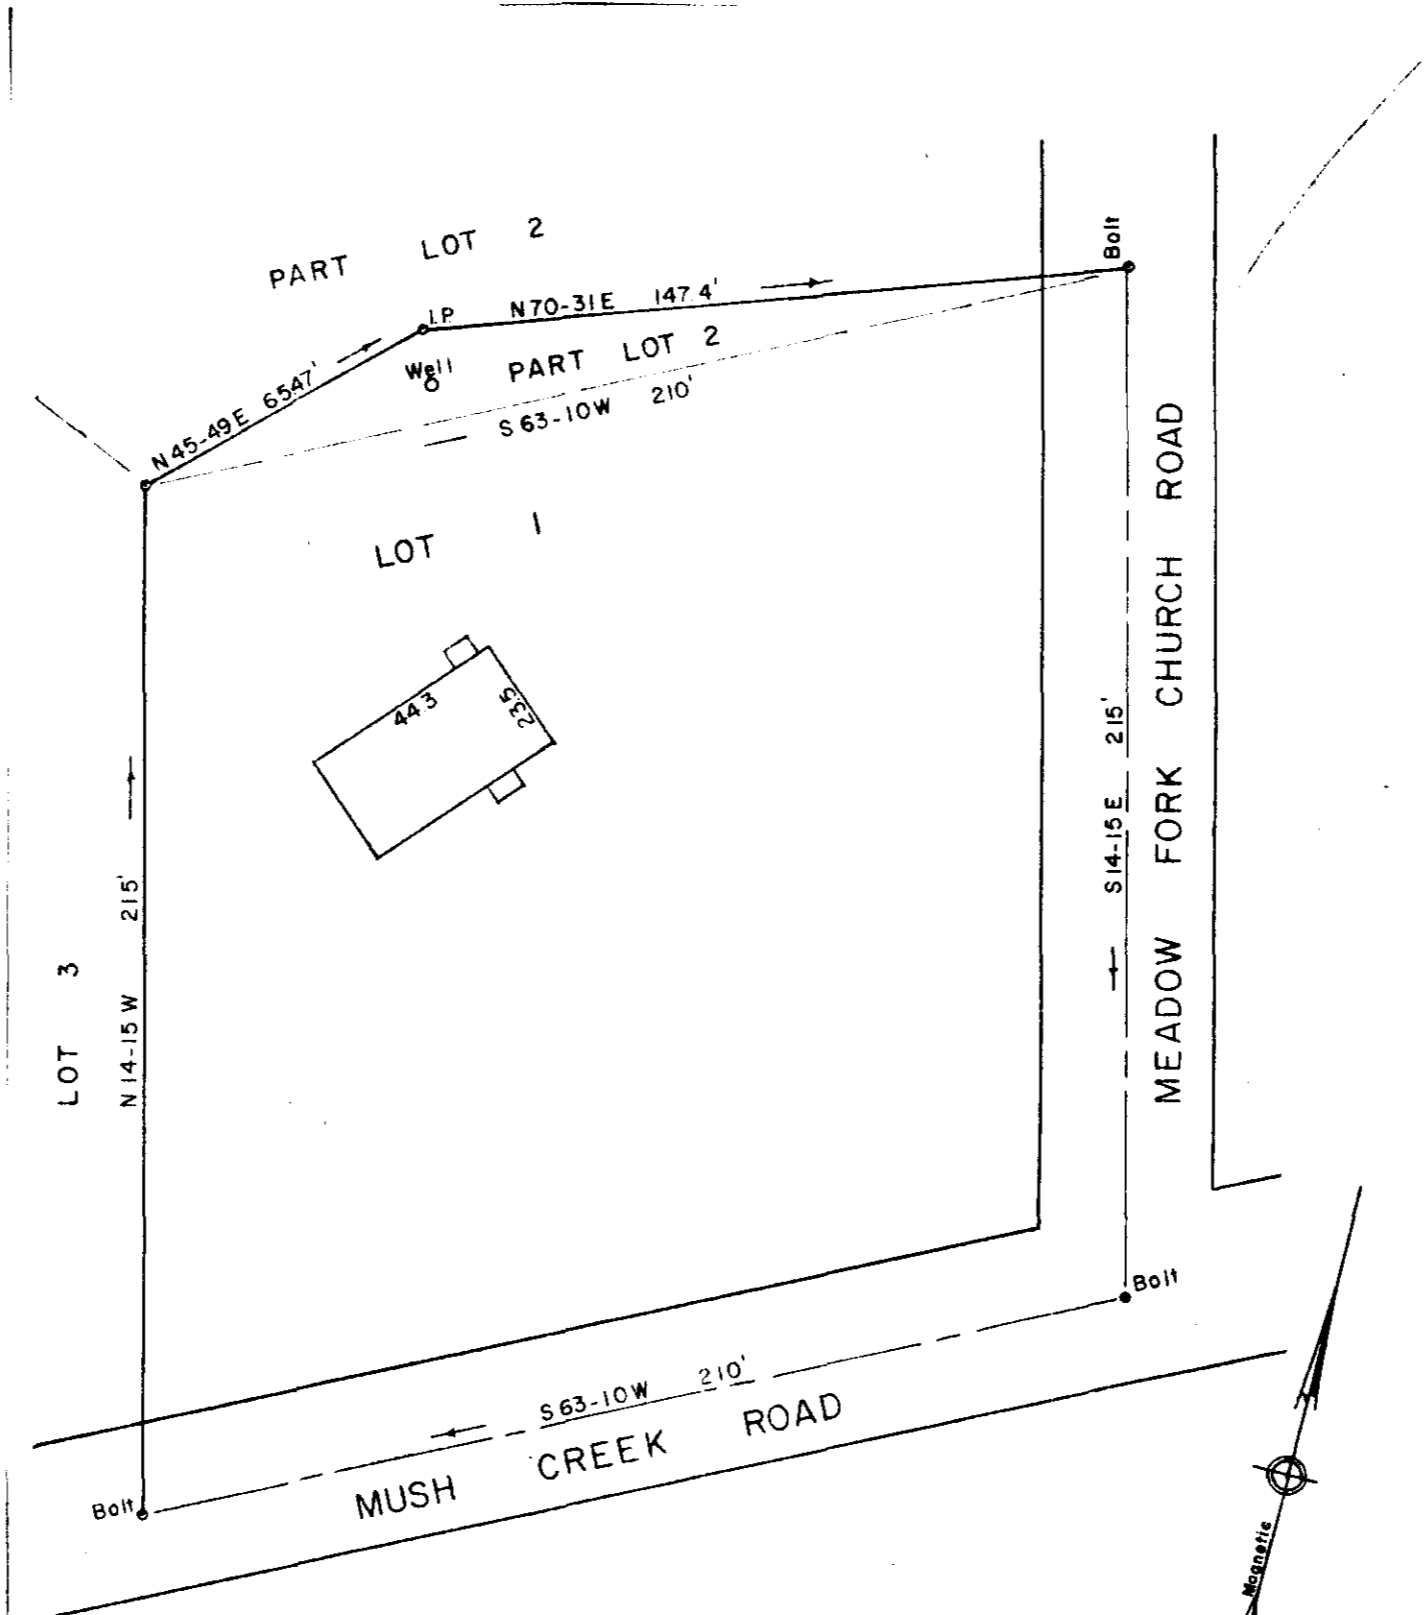 PART LOT 2
Bolt
I.P.
N70-31E 147.4'
N45-49E 65.47'
Well
PART LOT 2
S63-10W 210'
LOT 1
44.3
23.5
LOT 3
N14-15W 215'
S14-15E 215'
MEADOW FORK CHURCH ROAD
Bolt
S63-10W 210'
MUSH CREEK ROAD
Bolt
Magnetic